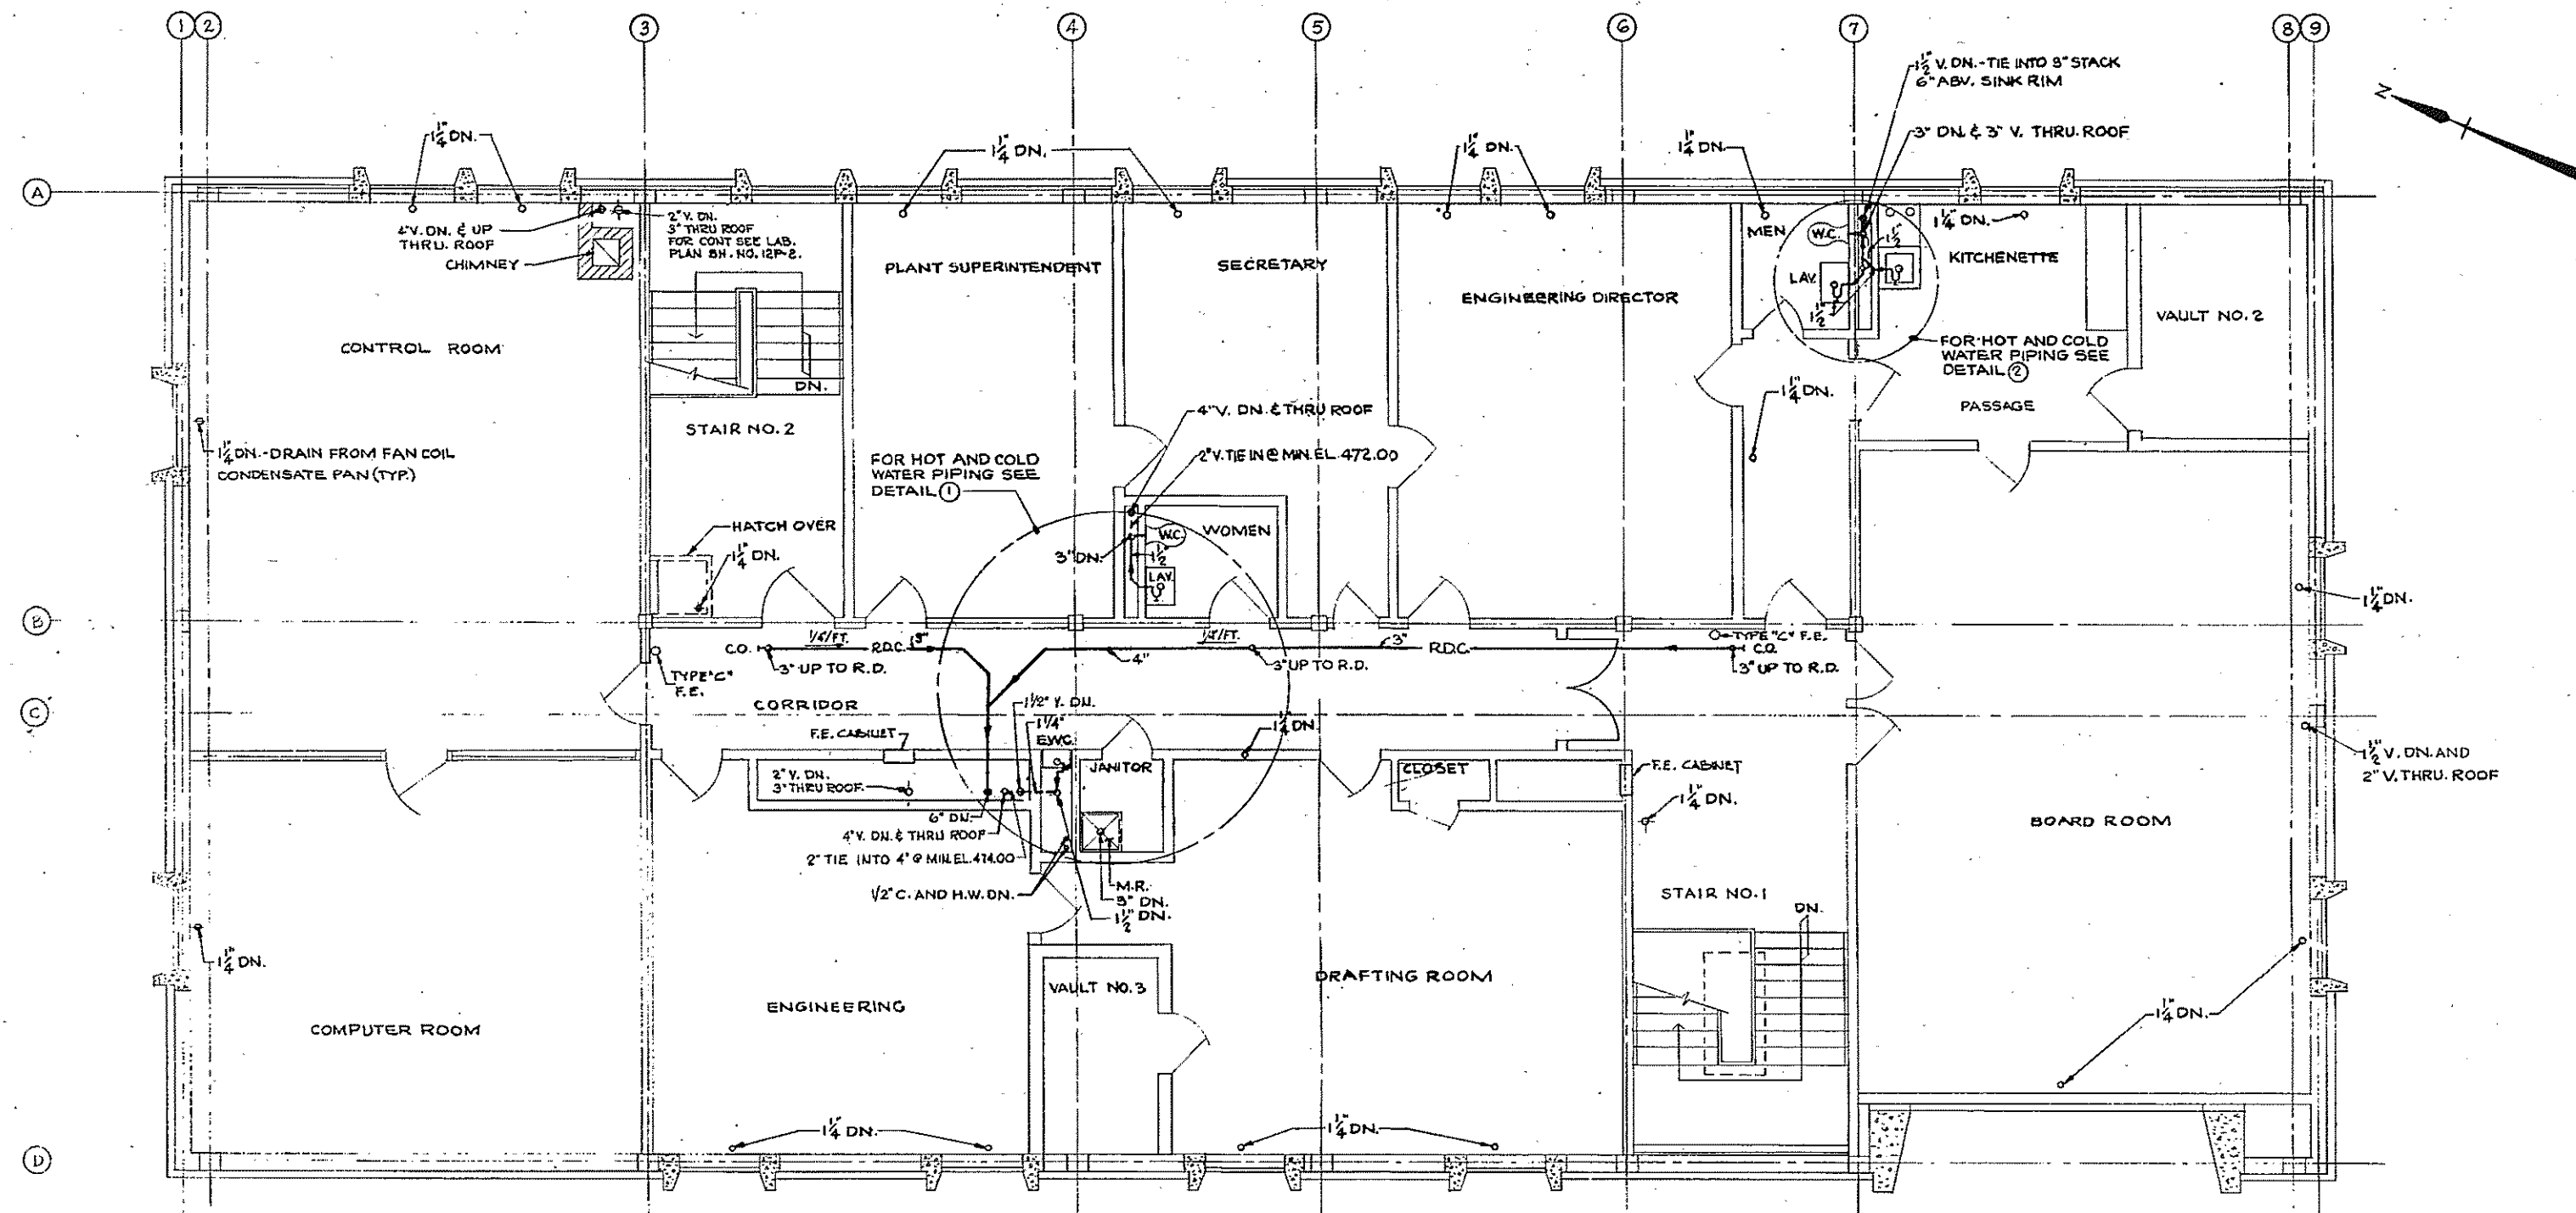 1 2 3 4 5 6 7 8 9
1½" V. DN.-TIE INTO 3" STACK
6" ABV. SINK RIM
N
3" DN. & 3" V. THRU. ROOF
1¼" DN.
1¼" DN.
1¼" DN.
1¼" DN.
A
4" V. DN. & UP
THRU. ROOF
CHIMNEY
2" V. DN.
3" THRU ROOF
FOR CONT SEE LAB.
PLAN SH. NO. 12P-2.
PLANT SUPERINTENDENT
SECRETARY
ENGINEERING DIRECTOR
MEN
W.C.
LAV.
1½"
1½"
1¼" DN.
KITCHENETTE
VAULT NO. 2
CONTROL ROOM
DN.
FOR HOT AND COLD
WATER PIPING SEE
DETAIL 2
PASSAGE
1¼" DN.
STAIR NO. 2
4" V. DN. & THRU ROOF
2" V. TIE IN @ MIN. EL. 472.00
1¼" DN.-DRAIN FROM FAN COIL
CONDENSATE PAN (TYP.)
FOR HOT AND COLD
WATER PIPING SEE
DETAIL 1
HATCH OVER
1¼" DN.
3" DN.
W.C.
WOMEN
1½"
LAV.
1¼" DN.
B
C.O.
1/4"/FT.
R.D.C.
3"
1/4"/FT.
3"
R.D.C.
TYPE "C" F.E.
C.O.
4"
TYPE "C"
F.E.
3" UP TO R.D.
3" UP TO R.D.
3" UP TO R.D.
C
CORRIDOR
1½" V. DN.
1¼"
E.W.C.
1¼" DN.
F.E. CABINET
JANITOR
CLOSET
F.E. CABINET
1½" V. DN. AND
2" V. THRU. ROOF
2" V. DN.
3" THRU ROOF
1¼" DN.
6" DN.
4" V. DN. & THRU ROOF
2" TIE INTO 4" @ MIN. EL. 474.00
1/2" C. AND H.W. DN.
M.R.
3" DN.
1½" DN.
BOARD ROOM
STAIR NO. 1
DN.
1¼" DN.
VAULT NO. 3
DRAFTING ROOM
ENGINEERING
COMPUTER ROOM
1¼" DN.
1¼" DN.
1¼" DN.
D